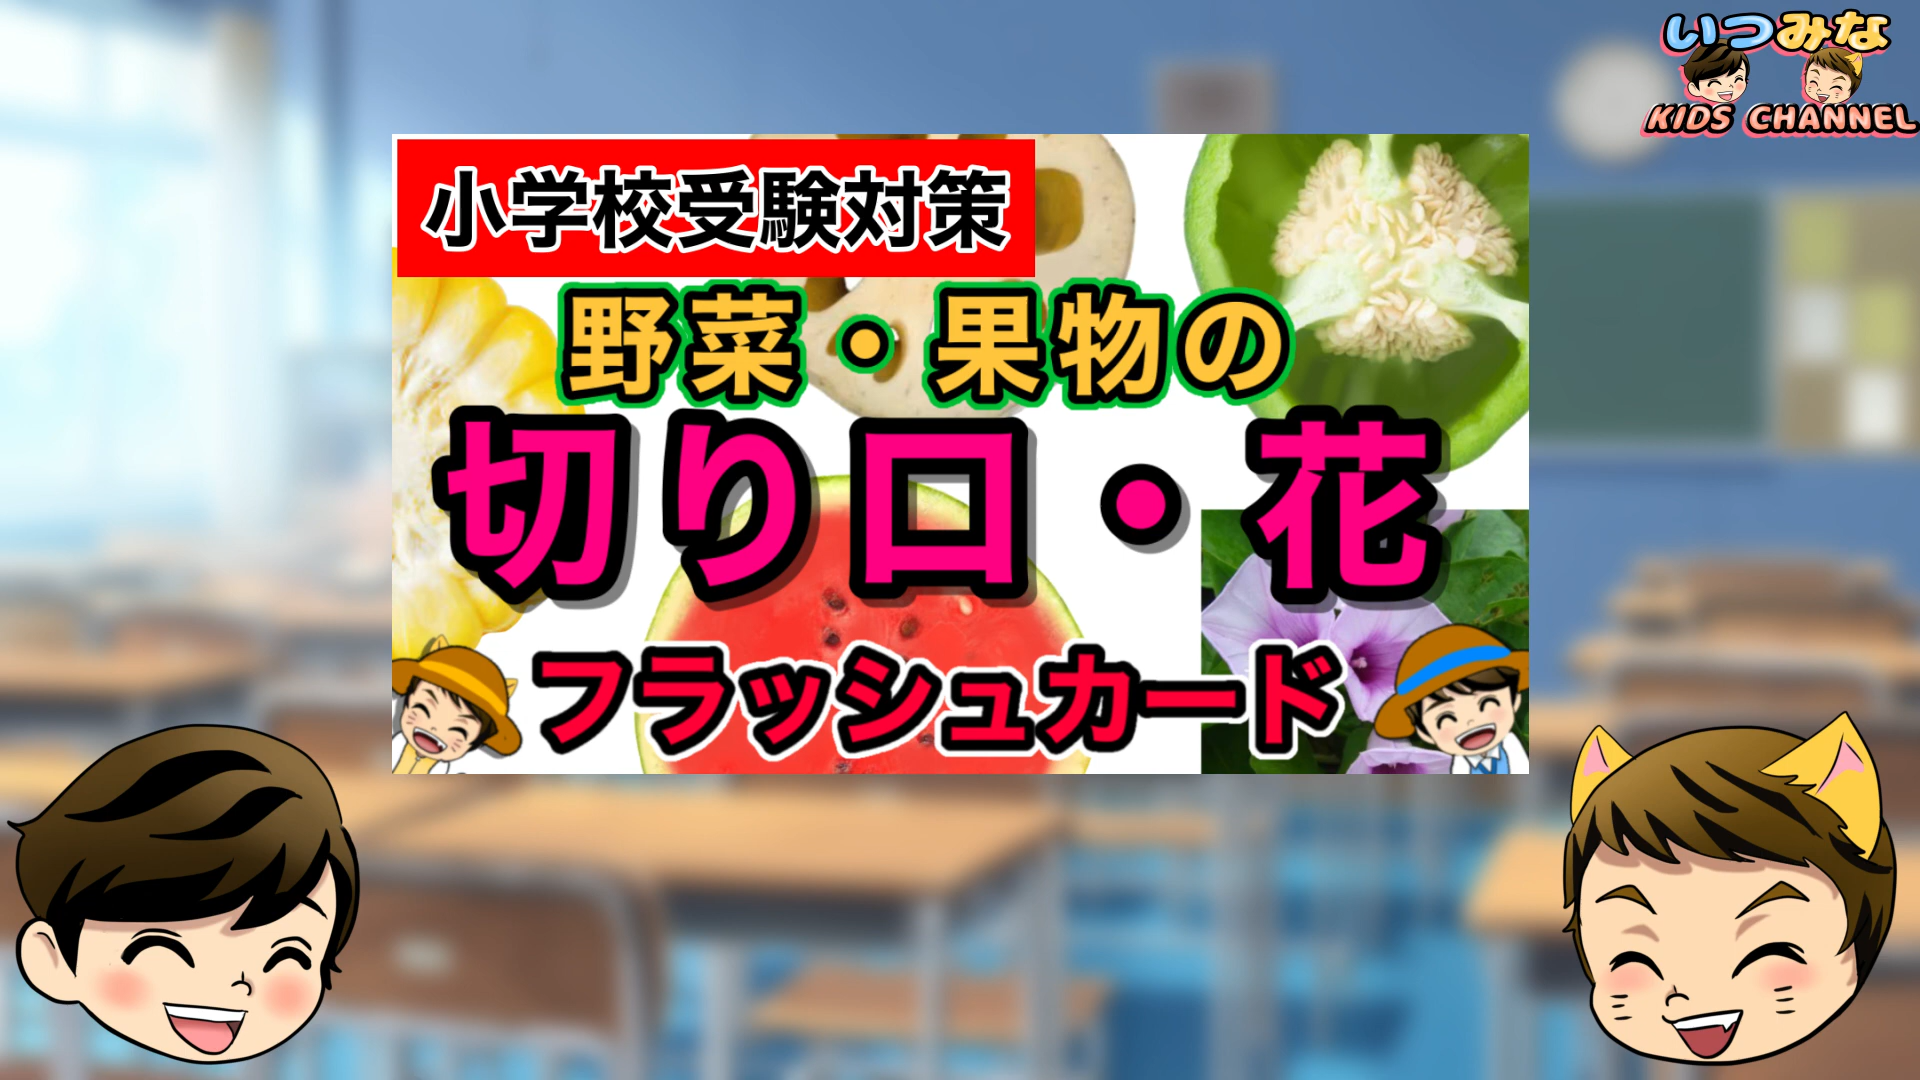 いつみな
KIDS CHANNEL
小学校受験対策
野菜・果物の
切り口・花
フラッシュカード